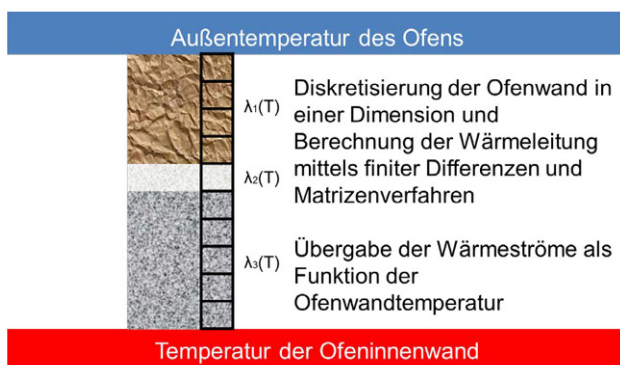 Außentemperatur des Ofens
λ₁(T)
Diskretisierung der Ofenwand in
einer Dimension und
Berechnung der Wärmeleitung
mittels finiter Differenzen und
Matrizenverfahren
λ₂(T)
λ₃(T)
Übergabe der Wärmeströme als
Funktion der
Ofenwandtemperatur
Temperatur der Ofeninnenwand